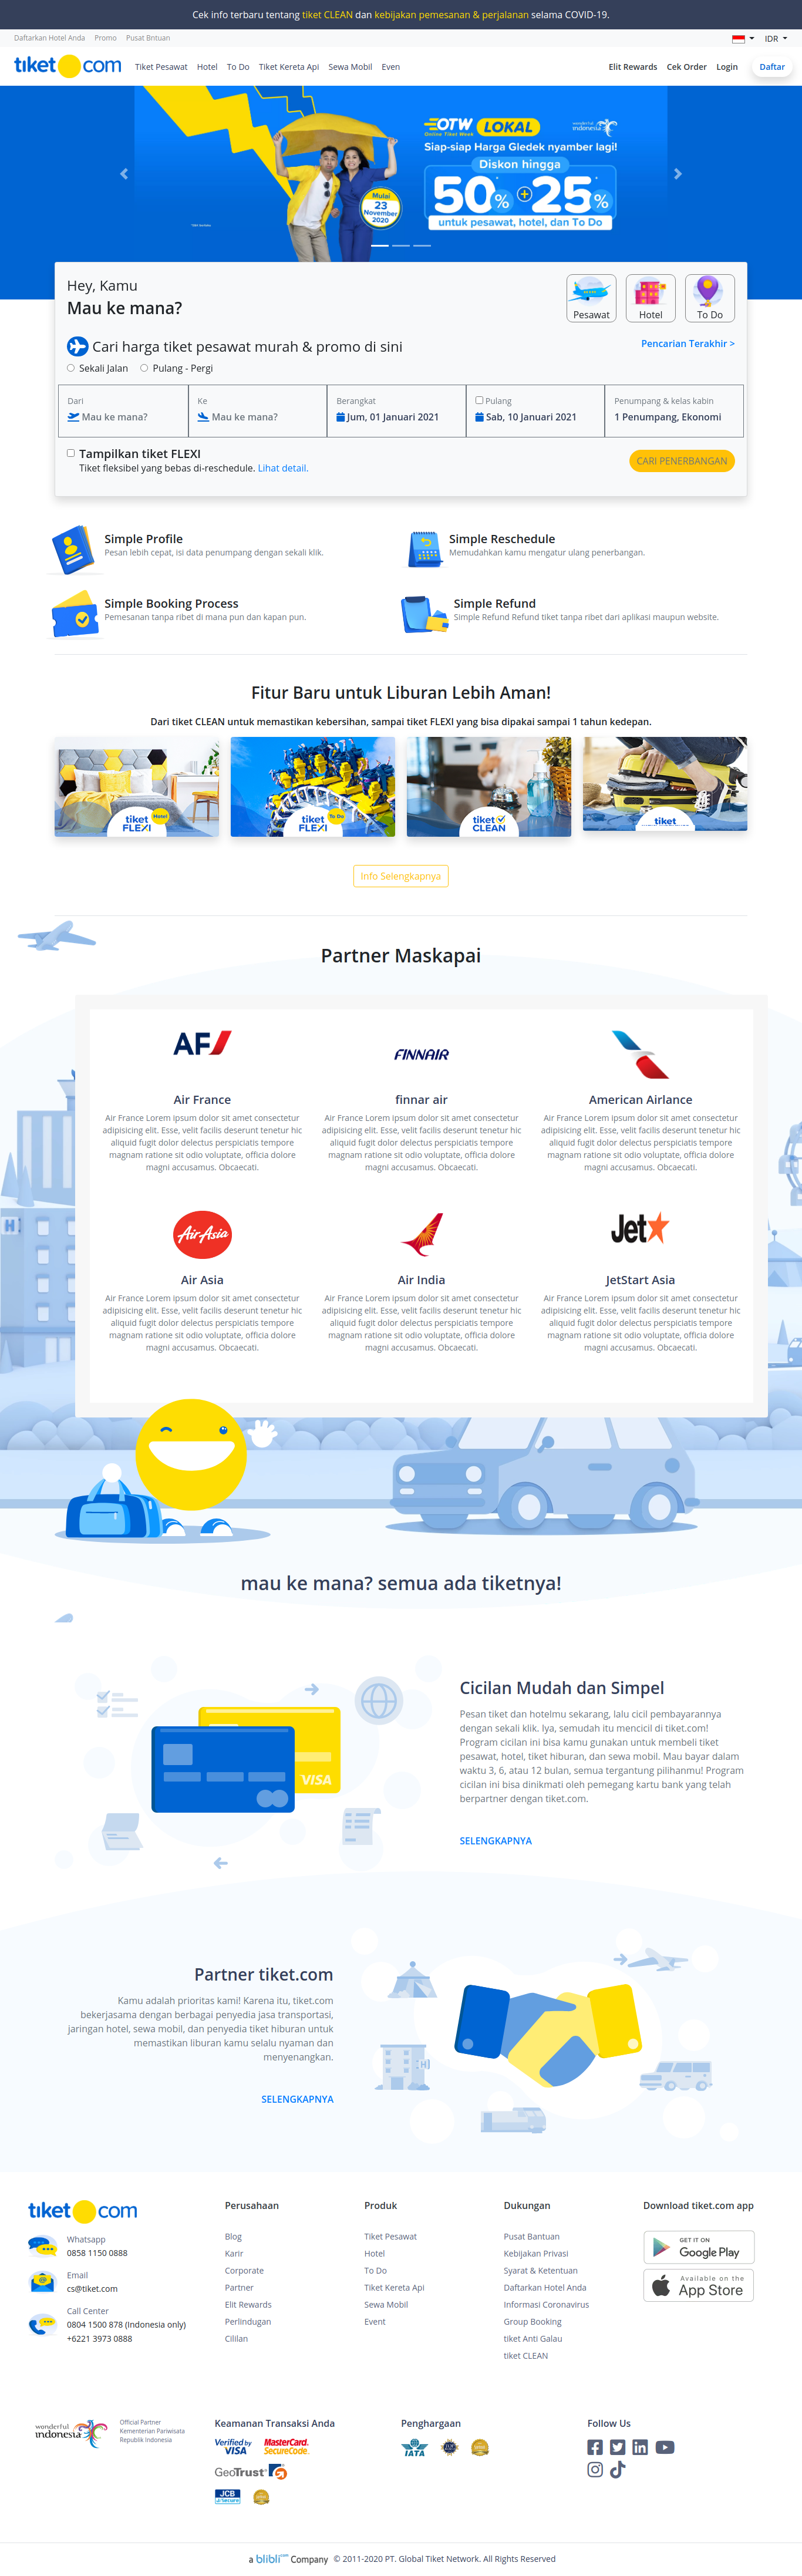 Cek info terbaru tentang tiket CLEAN dan kebijakan pemesanan & perjalanan selama COVID-19.
Daftarkan Hotel Anda Promo Pusat Bntuan
IDR
tiket com Tiket Pesawat Hotel To Do Tiket Kereta Api Sewa Mobil Even Elit Rewards Cek Order Login Daftar
OTW LOKAL
Online Tiket Week
wonderful indonesia
Siap-siap Harga Gledek nyamber lagi!
Diskon hingga
50% + 25%
untuk pesawat, hotel, dan To Do
Mulai
23
November
2020
Hey, Kamu
Mau ke mana?
Pesawat Hotel To Do
Cari harga tiket pesawat murah & promo di sini
Pencarian Terakhir >
Sekali Jalan Pulang - Pergi
Dari Ke Berangkat Pulang Penumpang & kelas kabin
Mau ke mana? Mau ke mana? Jum, 01 Januari 2021 Sab, 10 Januari 2021 1 Penumpang, Ekonomi
Tampilkan tiket FLEXI
Tiket fleksibel yang bebas di-reschedule. Lihat detail.
CARI PENERBANGAN
Simple Profile
Pesan lebih cepat, isi data penumpang dengan sekali klik.
Simple Reschedule
Memudahkan kamu mengatur ulang penerbangan.
Simple Booking Process
Pemesanan tanpa ribet di mana pun dan kapan pun.
Simple Refund
Simple Refund Refund tiket tanpa ribet dari aplikasi maupun website.
Fitur Baru untuk Liburan Lebih Aman!
Dari tiket CLEAN untuk memastikan kebersihan, sampai tiket FLEXI yang bisa dipakai sampai 1 tahun kedepan.
tiket FLEXI Hotel
tiket FLEXI To Do
tiket CLEAN
tiket
Info Selengkapnya
Partner Maskapai
AF
FINNAIR
Air France
Air France Lorem ipsum dolor sit amet consectetur
adipisicing elit. Esse, velit facilis deserunt tenetur hic
aliquid fugit dolor delectus perspiciatis tempore
magnam ratione sit odio voluptate, officia dolore
magni accusamus. Obcaecati.
finnar air
Air France Lorem ipsum dolor sit amet consectetur
adipisicing elit. Esse, velit facilis deserunt tenetur hic
aliquid fugit dolor delectus perspiciatis tempore
magnam ratione sit odio voluptate, officia dolore
magni accusamus. Obcaecati.
American Airlance
Air France Lorem ipsum dolor sit amet consectetur
adipisicing elit. Esse, velit facilis deserunt tenetur hic
aliquid fugit dolor delectus perspiciatis tempore
magnam ratione sit odio voluptate, officia dolore
magni accusamus. Obcaecati.
AirAsia
Jet
Air Asia
Air France Lorem ipsum dolor sit amet consectetur
adipisicing elit. Esse, velit facilis deserunt tenetur hic
aliquid fugit dolor delectus perspiciatis tempore
magnam ratione sit odio voluptate, officia dolore
magni accusamus. Obcaecati.
Air India
Air France Lorem ipsum dolor sit amet consectetur
adipisicing elit. Esse, velit facilis deserunt tenetur hic
aliquid fugit dolor delectus perspiciatis tempore
magnam ratione sit odio voluptate, officia dolore
magni accusamus. Obcaecati.
JetStart Asia
Air France Lorem ipsum dolor sit amet consectetur
adipisicing elit. Esse, velit facilis deserunt tenetur hic
aliquid fugit dolor delectus perspiciatis tempore
magnam ratione sit odio voluptate, officia dolore
magni accusamus. Obcaecati.
H
mau ke mana? semua ada tiketnya!
VISA
Cicilan Mudah dan Simpel
Pesan tiket dan hotelmu sekarang, lalu cicil pembayarannya
dengan sekali klik. Iya, semudah itu mencicil di tiket.com!
Program cicilan ini bisa kamu gunakan untuk membeli tiket
pesawat, hotel, tiket hiburan, dan sewa mobil. Mau bayar dalam
waktu 3, 6, atau 12 bulan, semua tergantung pilihanmu! Program
cicilan ini bisa dinikmati oleh pemegang kartu bank yang telah
berpartner dengan tiket.com.
SELENGKAPNYA
Partner tiket.com
Kamu adalah prioritas kami! Karena itu, tiket.com
bekerjasama dengan berbagai penyedia jasa transportasi,
jaringan hotel, sewa mobil, dan penyedia tiket hiburan untuk
memastikan liburan kamu selalu nyaman dan
menyenangkan.
SELENGKAPNYA
H
tiket com
Whatsapp
0858 1150 0888
Email
cs@tiket.com
Call Center
0804 1500 878 (Indonesia only)
+6221 3973 0888
Perusahaan
Blog
Karir
Corporate
Partner
Elit Rewards
Perlindugan
Cililan
Produk
Tiket Pesawat
Hotel
To Do
Tiket Kereta Api
Sewa Mobil
Event
Dukungan
Pusat Bantuan
Kebijakan Privasi
Syarat & Ketentuan
Daftarkan Hotel Anda
Informasi Coronavirus
Group Booking
tiket Anti Galau
tiket CLEAN
Download tiket.com app
GET IT ON
Google Play
Available on the
App Store
wonderful indonesia
Official Partner
Kementerian Pariwisata
Republik Indonesia
Keamanan Transaksi Anda
Verified by VISA
MasterCard. SecureCode.
GeoTrust
JCB
J/Secure
Penghargaan
IATA
Follow Us
a blibli.com Company © 2011-2020 PT. Global Tiket Network. All Rights Reserved